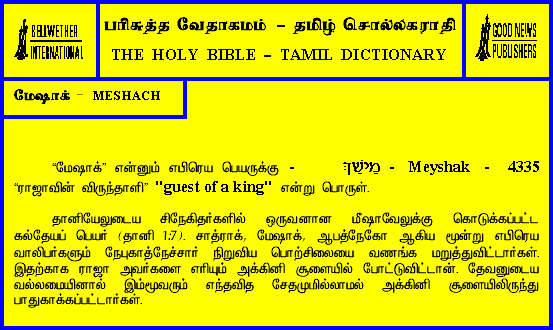 BELLWETHER
INTERNATIONAL
பரிசுத்த வேதாகமம் – தமிழ் சொல்லகராதி
THE HOLY BIBLE – TAMIL DICTIONARY
GOOD NEWS
PUBLISHERS
மேஷாக் – MESHACH
“மேஷாக்” என்னும் எபிரெய பெயருக்கு - מֵישַׁךְ - Meyshak - 4335
“ராஜாவின் விருந்தாளி” "guest of a king" என்று பொருள்.
தானியேலுடைய சிநேகிதர்களில் ஒருவனான மீஷாவேலுக்கு கொடுக்கப்பட்ட
கல்தேயப் பெயர் (தானி 1:7). சாத்ராக், மேஷாக், ஆபத்நேகோ ஆகிய மூன்று எபிரெய
வாலிபர்களும் நேபுகாத்நேச்சார் நிறுவிய பொற்சிலையை வணங்க மறுத்துவிட்டார்கள்.
இதற்காக ராஜா அவர்களை எரியும் அக்கினி சூளையில் போட்டுவிட்டான். தேவனுடைய
வல்லமையினால் இம்மூவரும் எந்தவித சேதமுமில்லாமல் அக்கினி சூளையிலிருந்து
பாதுகாக்கப்பட்டார்கள்.